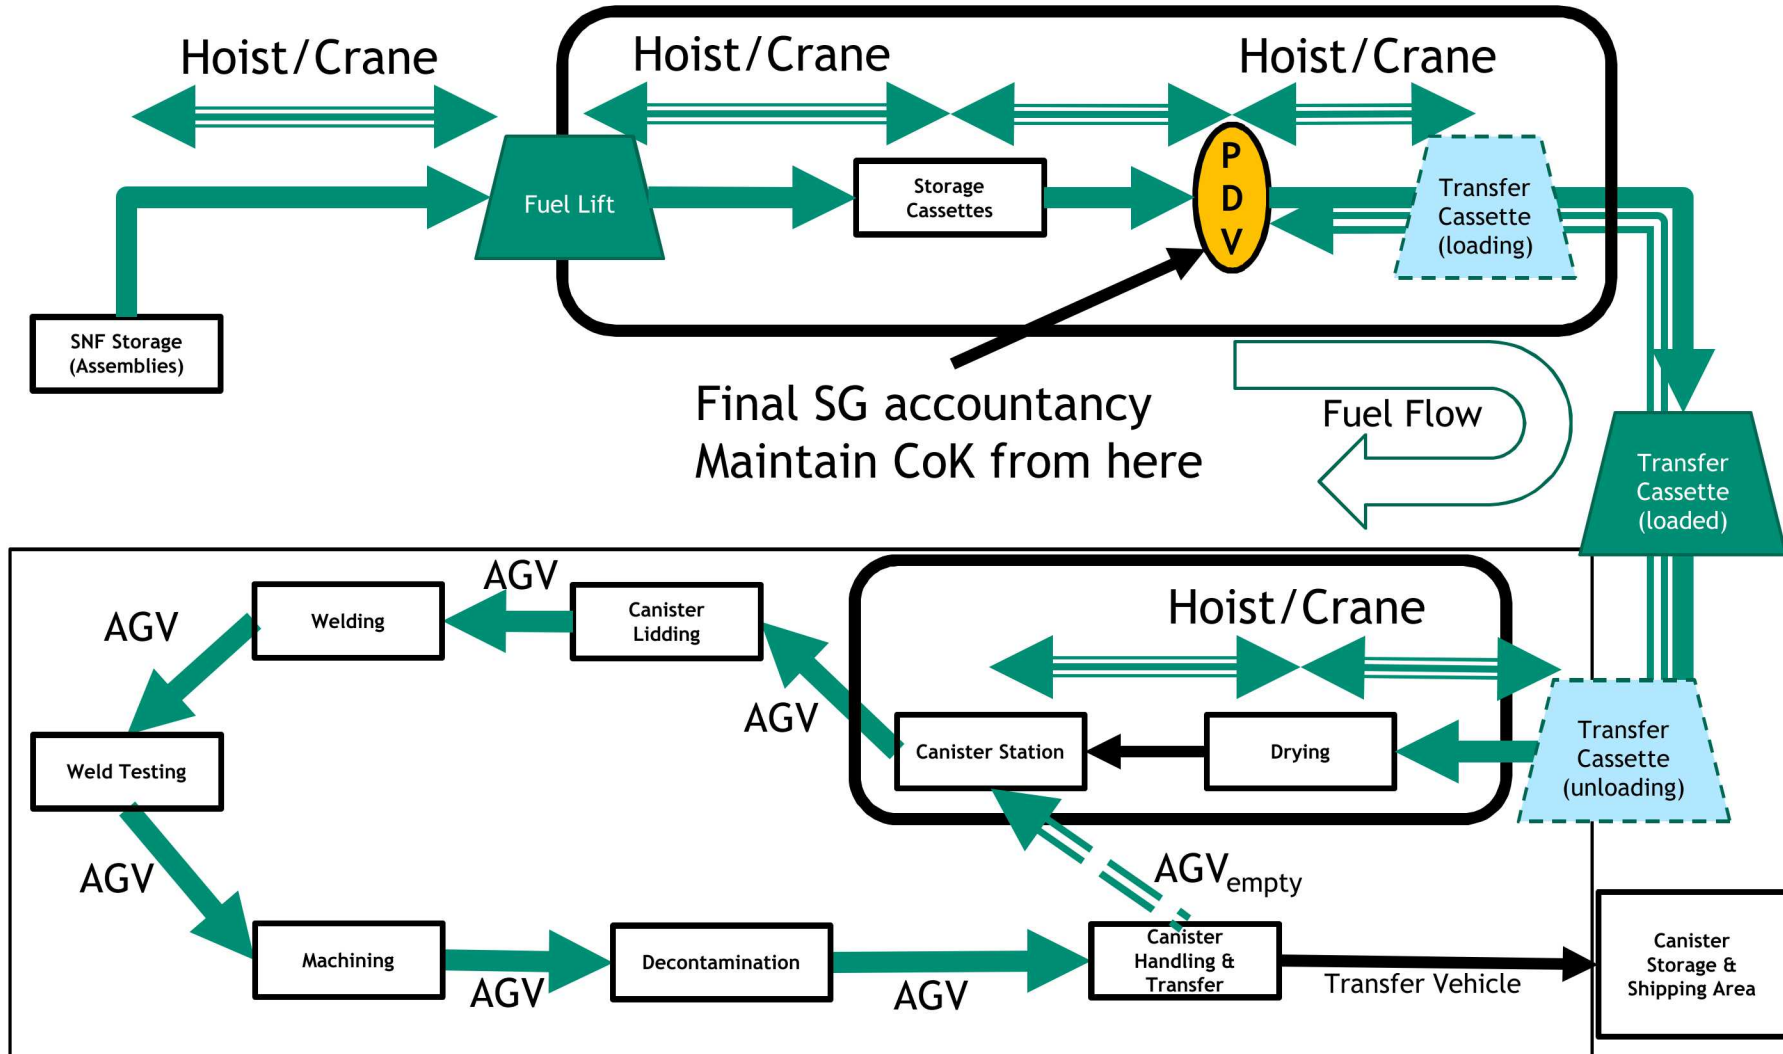 Hoist/Crane
Hoist/Crane
Hoist/Crane
Fuel Lift
Storage
Cassettes
P
D
V
Transfer
Cassette
(loading)
SNF Storage
(Assemblies)
Final SG accountancy
Maintain CoK from here
Fuel Flow
Transfer
Cassette
(loaded)
AGV
AGV
Welding
Canister
Lidding
Hoist/Crane
AGV
Canister Station
Drying
Transfer
Cassette
(unloading)
Weld Testing
AGV
AGVempty
Machining
AGV
Decontamination
AGV
Canister
Handling &
Transfer
Transfer Vehicle
Canister
Storage &
Shipping Area